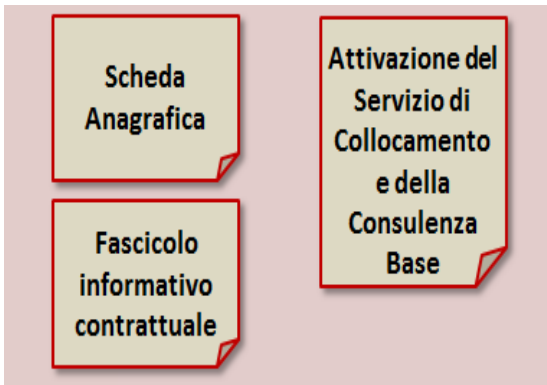 Scheda
Anagrafica
Fascicolo
informativo
contrattuale
Attivazione del
Servizio di
Collocamento
e della
Consulenza
Base